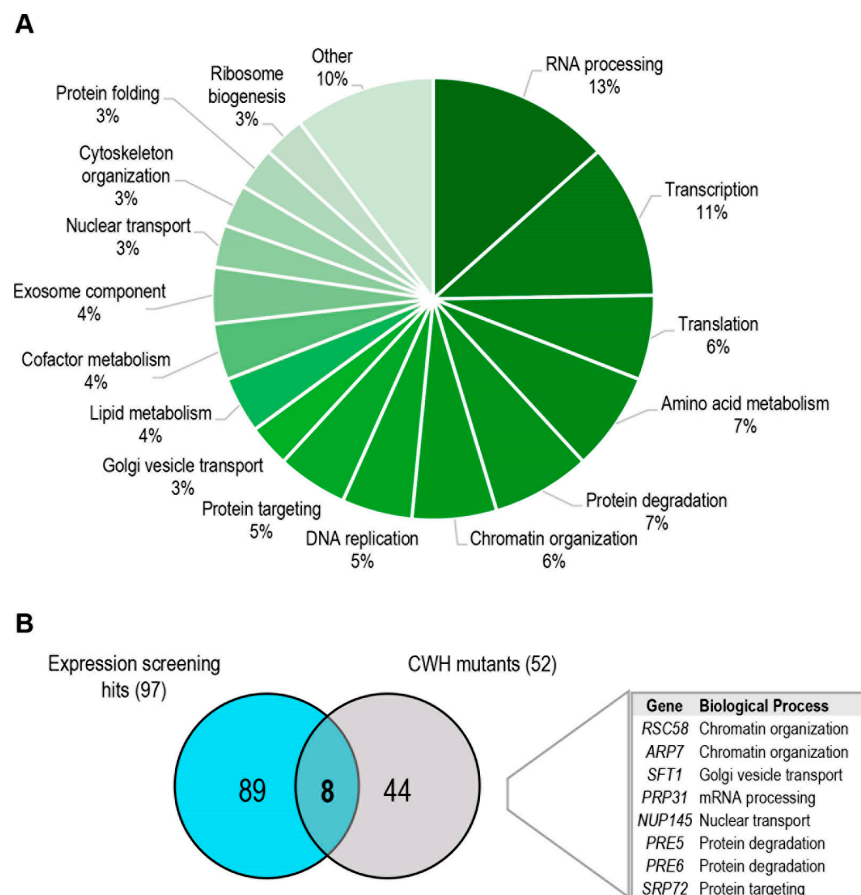 A
Other
10%
RNA processing
13%
Ribosome
biogenesis
3%
Protein folding
3%
Cytoskeleton
organization
3%
Transcription
11%
Nuclear transport
3%
Exosome component
4%
Translation
6%
Cofactor metabolism
4%
Amino acid metabolism
7%
Lipid metabolism
4%
Golgi vesicle transport
3%
Protein degradation
7%
Protein targeting
5%
DNA replication
5%
Chromatin organization
6%
B
Expression screening
hits (97)
CWH mutants (52)
89
8
44
Gene Biological Process
RSC58 Chromatin organization
ARP7 Chromatin organization
SFT1 Golgi vesicle transport
PRP31 mRNA processing
NUP145 Nuclear transport
PRE5 Protein degradation
PRE6 Protein degradation
SRP72 Protein targeting